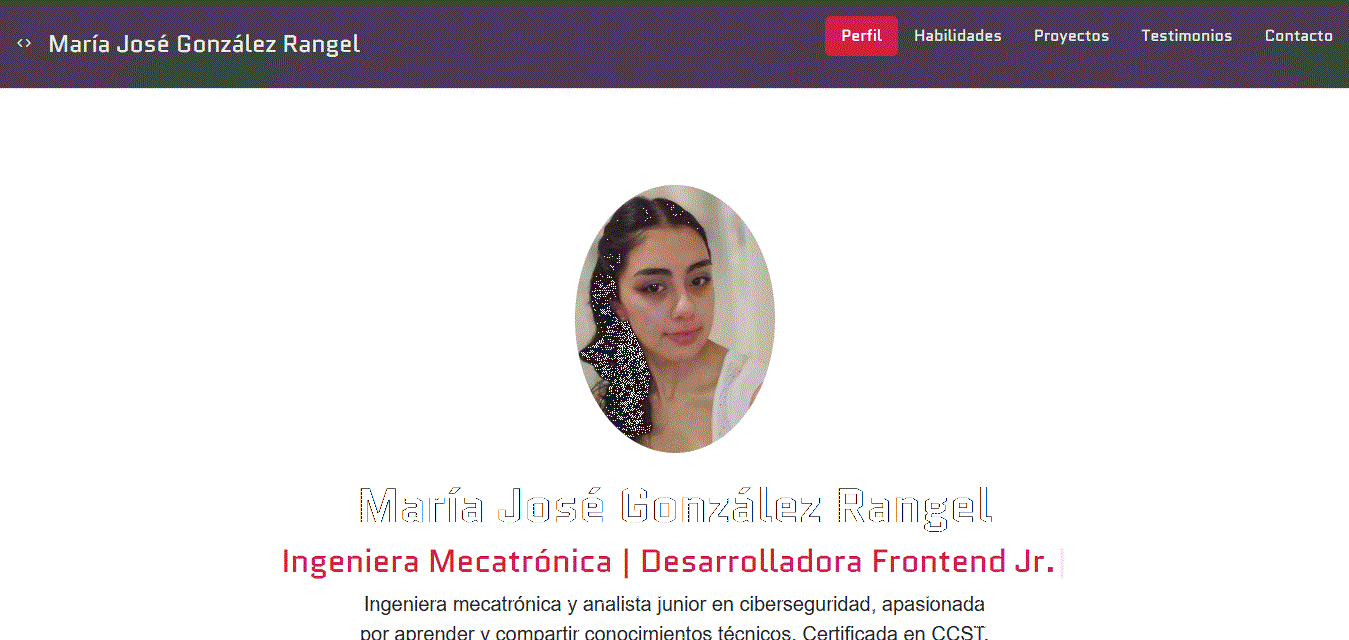 <> María José González Rangel
Perfil Habilidades Proyectos Testimonios Contacto
María José González Rangel
Ingeniera Mecatrónica | Desarrolladora Frontend Jr.
Ingeniera mecatrónica y analista junior en ciberseguridad, apasionada
por aprender y compartir conocimientos técnicos. Certificada en CCST,